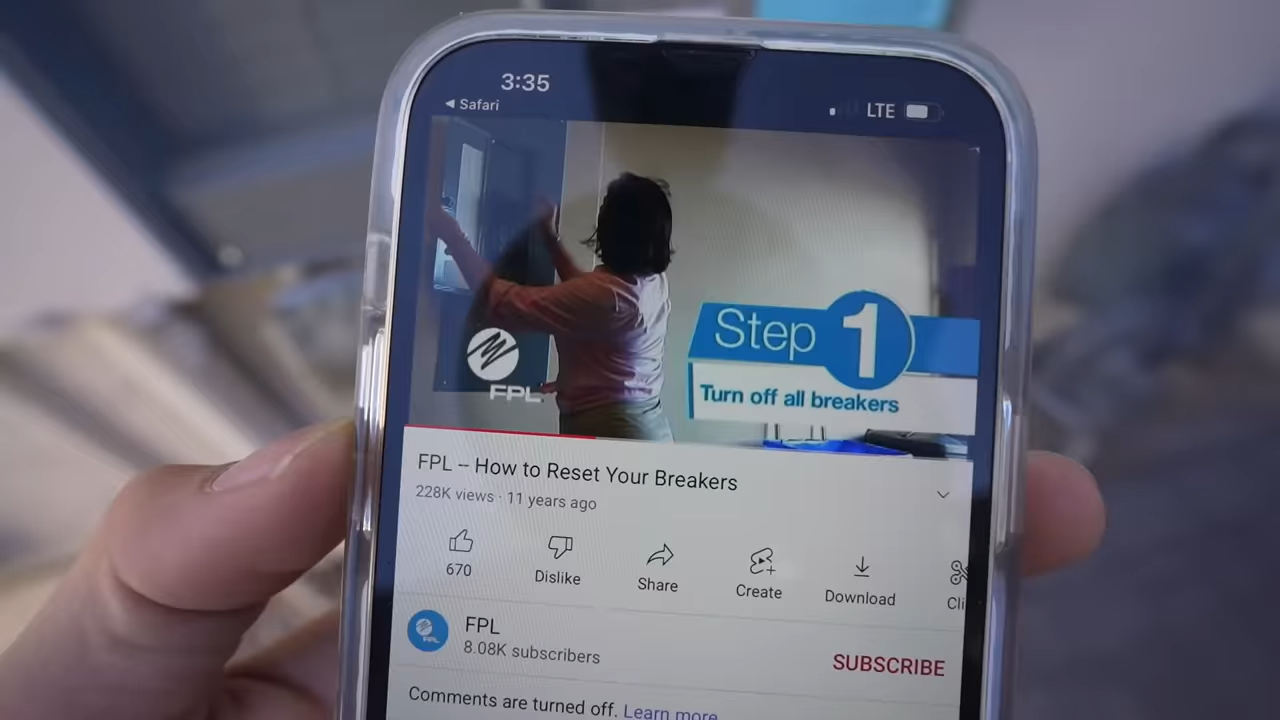 3:35
◀ Safari
LTE
Step 1
Turn off all breakers
FPL
FPL – How to Reset Your Breakers
228K views · 11 years ago
670
Dislike
Share
Create
Download
Cli
FPL
FPL
8.08K subscribers
SUBSCRIBE
Comments are turned off. Learn more